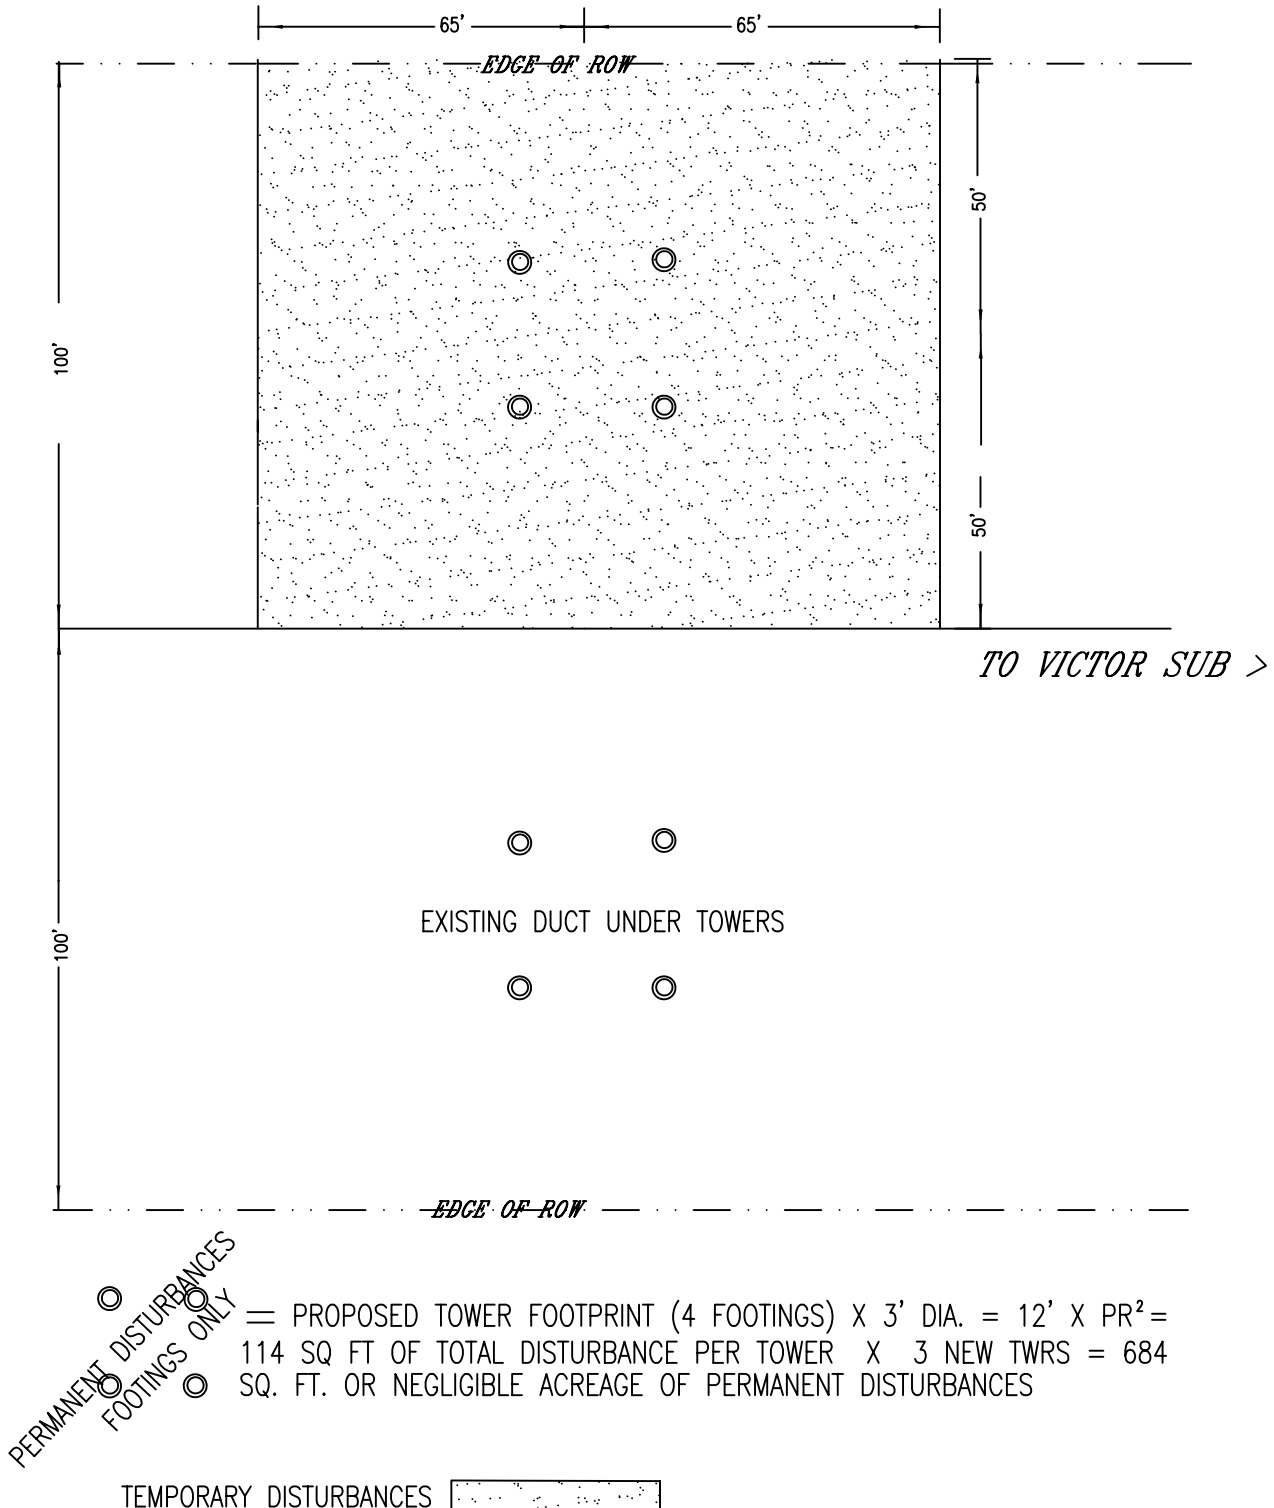 65' 65'
EDGE OF ROW
50'
100'
50'
TO VICTOR SUB >
EXISTING DUCT UNDER TOWERS
100'
EDGE OF ROW
PERMANENT DISTURBANCES
FOOTINGS ONLY
= PROPOSED TOWER FOOTPRINT (4 FOOTINGS) X 3' DIA. = 12' X PR² =
114 SQ FT OF TOTAL DISTURBANCE PER TOWER X 3 NEW TWRS = 684
SQ. FT. OR NEGLIGIBLE ACREAGE OF PERMANENT DISTURBANCES
TEMPORARY DISTURBANCES